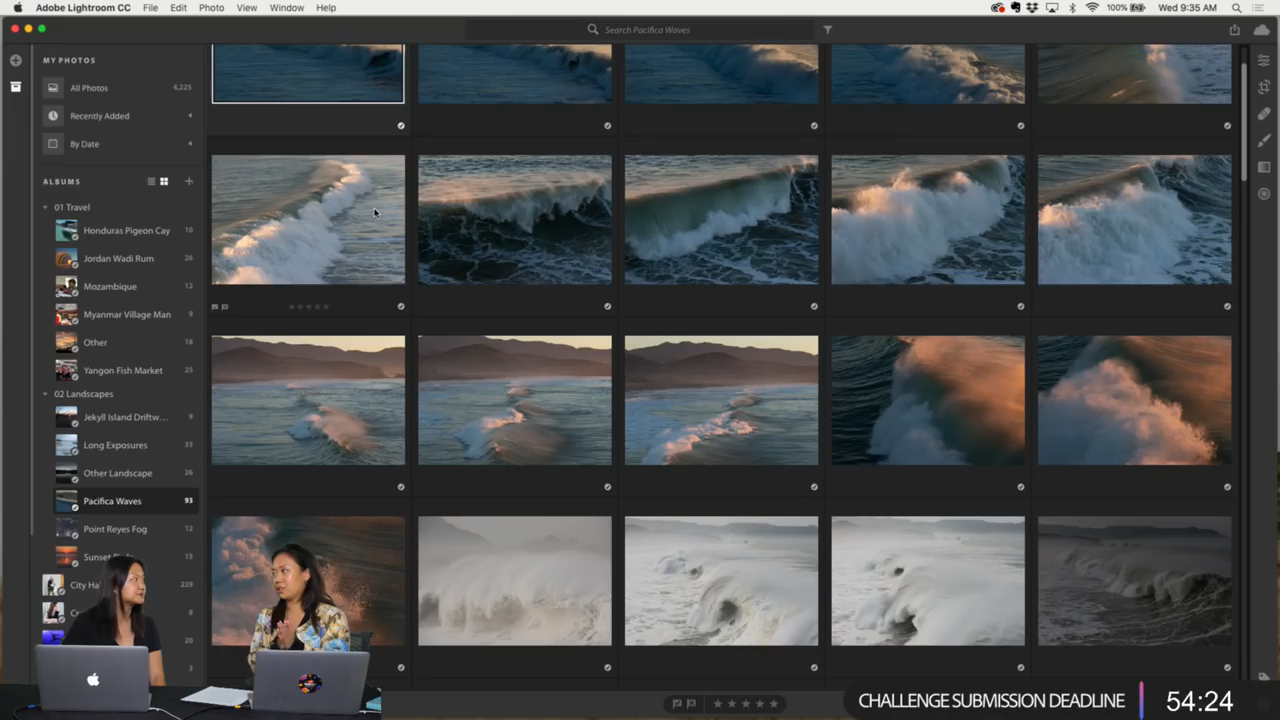 Adobe Lightroom CC File Edit Photo View Window Help
100% Wed 9:35 AM
Search Pacifica Waves
MY PHOTOS
All Photos 4,225
Recently Added
By Date
ALBUMS
01 Travel
Honduras Pigeon Cay 10
Jordan Wadi Rum 26
Mozambique 12
Myanmar Village Man 9
Other 18
Yangon Fish Market 25
02 Landscapes
Jekyll Island Driftw... 9
Long Exposures 33
Other Landscape 26
Pacifica Waves 93
Point Reyes Fog 12
15
City Ha 229
8
20
3
CHALLENGE SUBMISSION DEADLINE 54:24